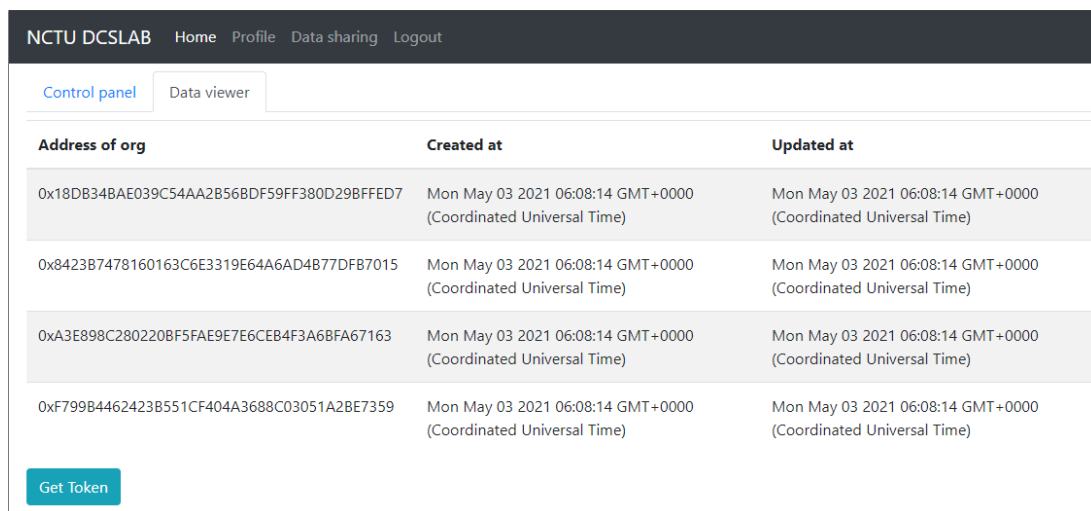 NCTU DCSLAB Home Profile Data sharing Logout
Control panel Data viewer
Address of org Created at Updated at
0x18DB34BAE039C54AA2B56BDF59FF380D29BFFED7 Mon May 03 2021 06:08:14 GMT+0000 Mon May 03 2021 06:08:14 GMT+0000
(Coordinated Universal Time) (Coordinated Universal Time)
0x8423B7478160163C6E3319E64A6AD4B77DFB7015 Mon May 03 2021 06:08:14 GMT+0000 Mon May 03 2021 06:08:14 GMT+0000
(Coordinated Universal Time) (Coordinated Universal Time)
0xA3E898C280220BF5FAE9E7E6CEB4F3A6BFA67163 Mon May 03 2021 06:08:14 GMT+0000 Mon May 03 2021 06:08:14 GMT+0000
(Coordinated Universal Time) (Coordinated Universal Time)
0xF799B4462423B551CF404A3688C03051A2BE7359 Mon May 03 2021 06:08:14 GMT+0000 Mon May 03 2021 06:08:14 GMT+0000
(Coordinated Universal Time) (Coordinated Universal Time)
Get Token